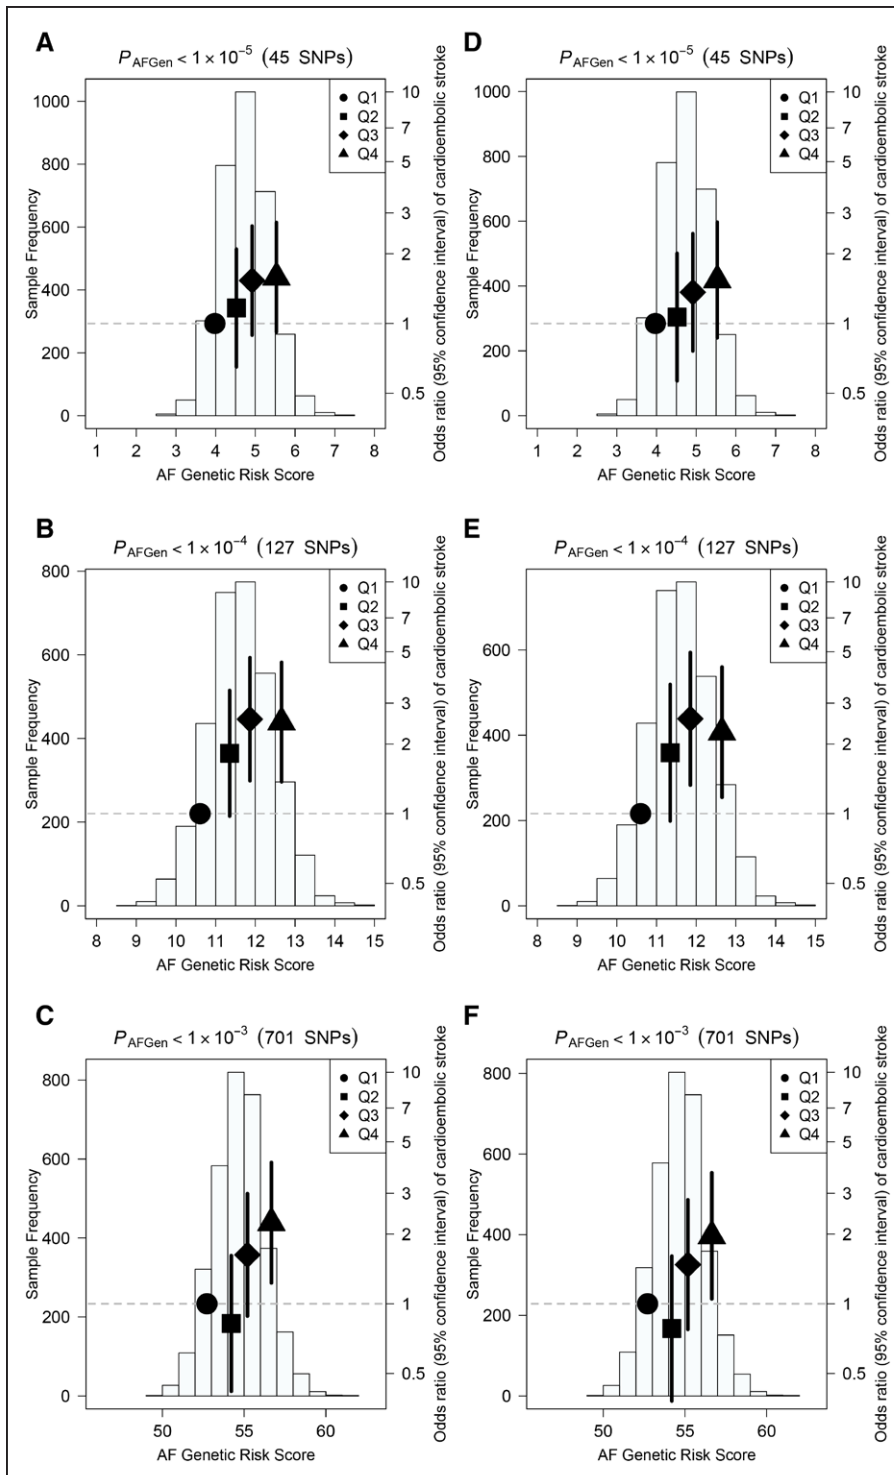 A
P AFGen < 1 × 10⁻⁵ (45 SNPs)
Q1
Q2
Q3
Q4
Sample Frequency
1000
800
600
400
200
0
10
7
5
3
2
1
0.5
Odds ratio (95% confidence interval) of cardioembolic stroke
1 2 3 4 5 6 7 8
AF Genetic Risk Score
D
P AFGen < 1 × 10⁻⁵ (45 SNPs)
Q1
Q2
Q3
Q4
Sample Frequency
1000
800
600
400
200
0
10
7
5
3
2
1
0.5
Odds ratio (95% confidence interval) of cardioembolic stroke
1 2 3 4 5 6 7 8
AF Genetic Risk Score
B
P AFGen < 1 × 10⁻⁴ (127 SNPs)
Q1
Q2
Q3
Q4
Sample Frequency
800
600
400
200
0
10
7
5
3
2
1
0.5
Odds ratio (95% confidence interval) of cardioembolic stroke
8 9 10 11 12 13 14 15
AF Genetic Risk Score
E
P AFGen < 1 × 10⁻⁴ (127 SNPs)
Q1
Q2
Q3
Q4
Sample Frequency
600
400
200
0
10
7
5
3
2
1
0.5
Odds ratio (95% confidence interval) of cardioembolic stroke
8 9 10 11 12 13 14 15
AF Genetic Risk Score
C
P AFGen < 1 × 10⁻³ (701 SNPs)
Q1
Q2
Q3
Q4
Sample Frequency
800
600
400
200
0
10
7
5
3
2
1
0.5
Odds ratio (95% confidence interval) of cardioembolic stroke
50 55 60
AF Genetic Risk Score
F
P AFGen < 1 × 10⁻³ (701 SNPs)
Q1
Q2
Q3
Q4
Sample Frequency
800
600
400
200
0
10
7
5
3
2
1
0.5
Odds ratio (95% confidence interval) of cardioembolic stroke
50 55 60
AF Genetic Risk Score